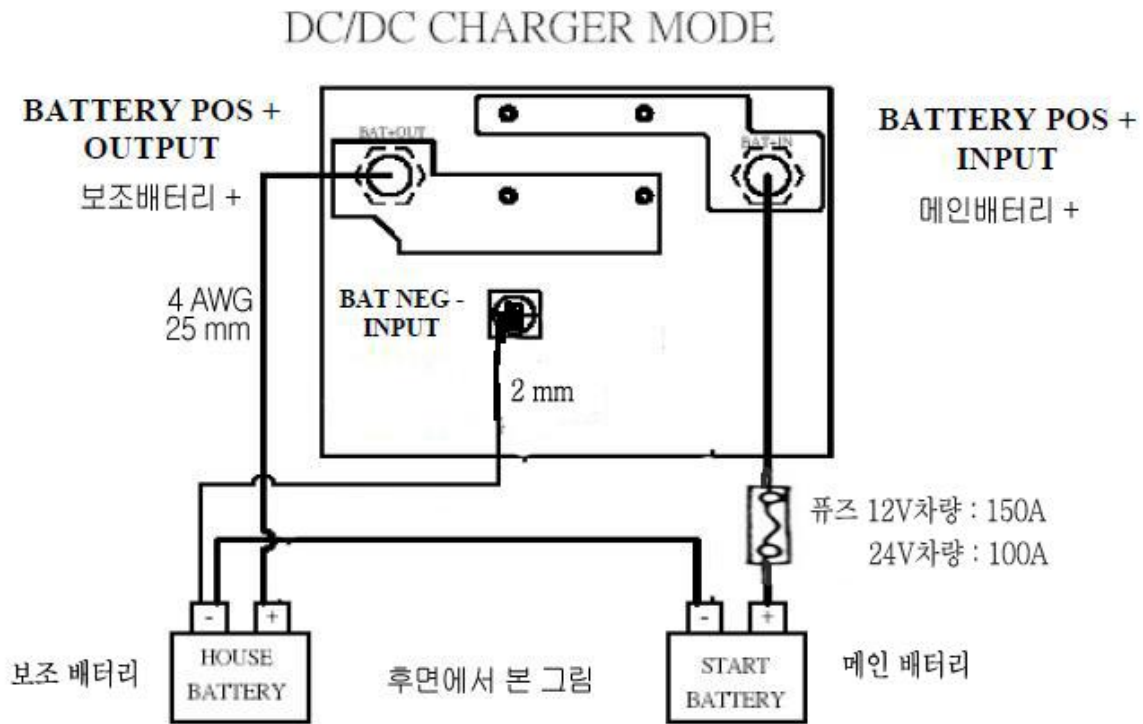 DC/DC CHARGER MODE
BATTERY POS +
OUTPUT
보조배터리 +
BAT+OUT
BAT+IN
BATTERY POS +
INPUT
메인배터리 +
4 AWG
25 mm
BAT NEG -
INPUT
2 mm
퓨즈 12V차량 : 150A
24V차량 : 100A
- +
- +
보조 배터리
HOUSE
BATTERY
후면에서 본 그림
START
BATTERY
메인 배터리